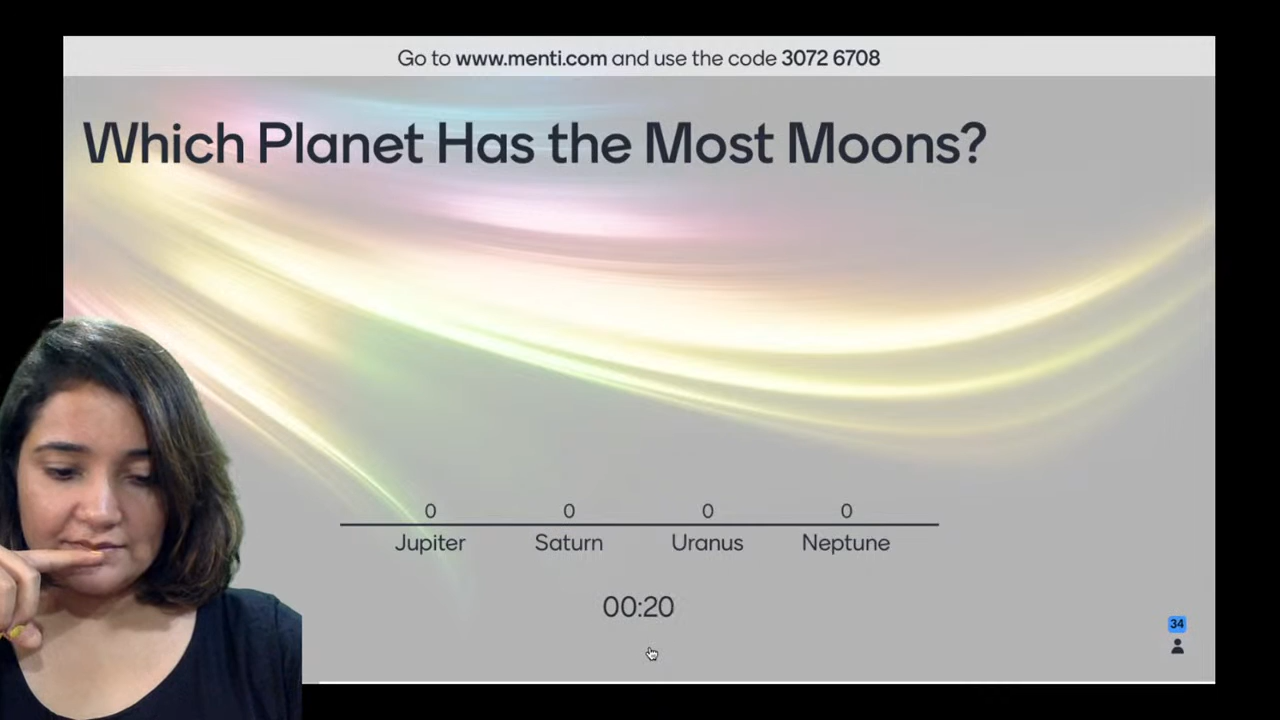 Go to www.menti.com and use the code 3072 6708
Which Planet Has the Most Moons?
0 0 0 0
Jupiter Saturn Uranus Neptune
00:20
34